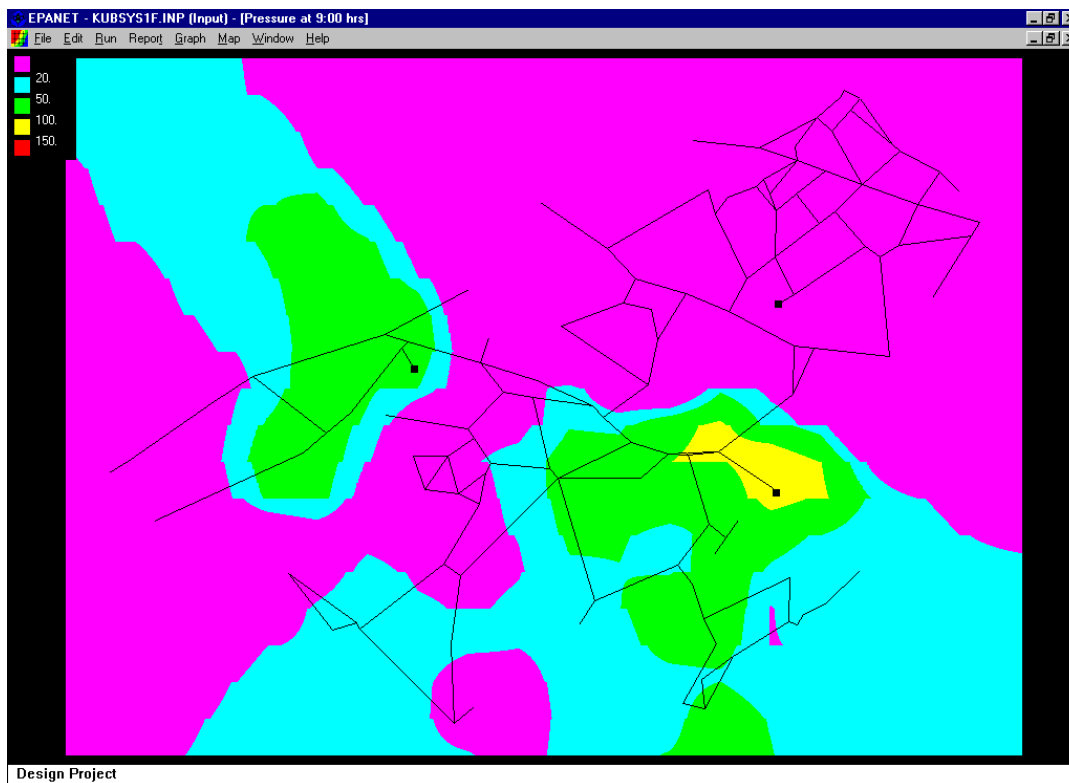 EPANET - KUBSYS1F.INP (Input) - [Pressure at 9:00 hrs]
File Edit Run Report Graph Map Window Help
20.
50.
100.
150.
Design Project